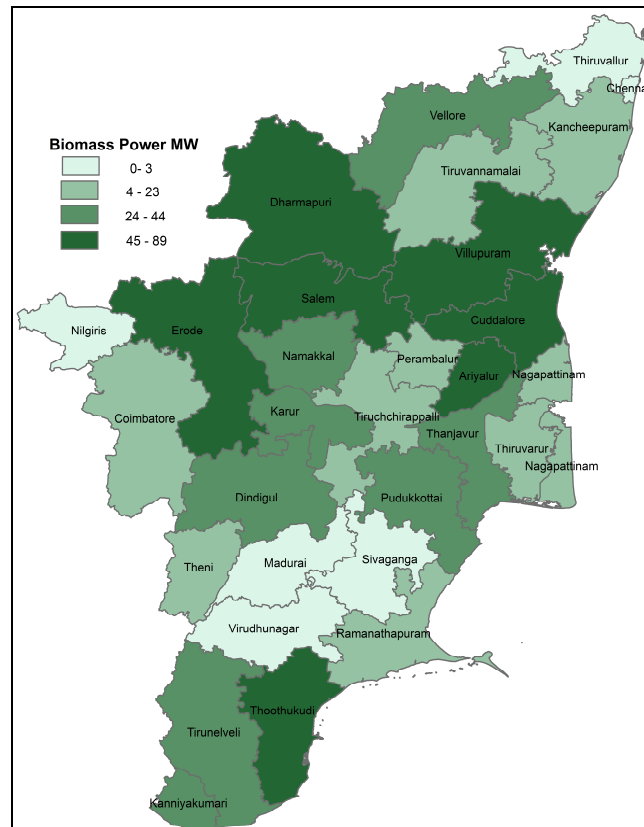 Thiruvallur
Chenna
Vellore
Kancheepuram
Biomass Power MW
0- 3
4 - 23
24 - 44
45 - 89
Tiruvannamalai
Dharmapuri
Villupuram
Salem
Cuddalore
Nilgiris
Erode
Namakkal
Perambalur
Ariyalur
Nagapattinam
Coimbatore
Karur
Tiruchchirappalli
Thanjavur
Thiruvarur
Nagapattinam
Dindigul
Pudukkottai
Theni
Madurai
Sivaganga
Virudhunagar
Ramanathapuram
Thoothukudi
Tirunelveli
Kanniyakumari